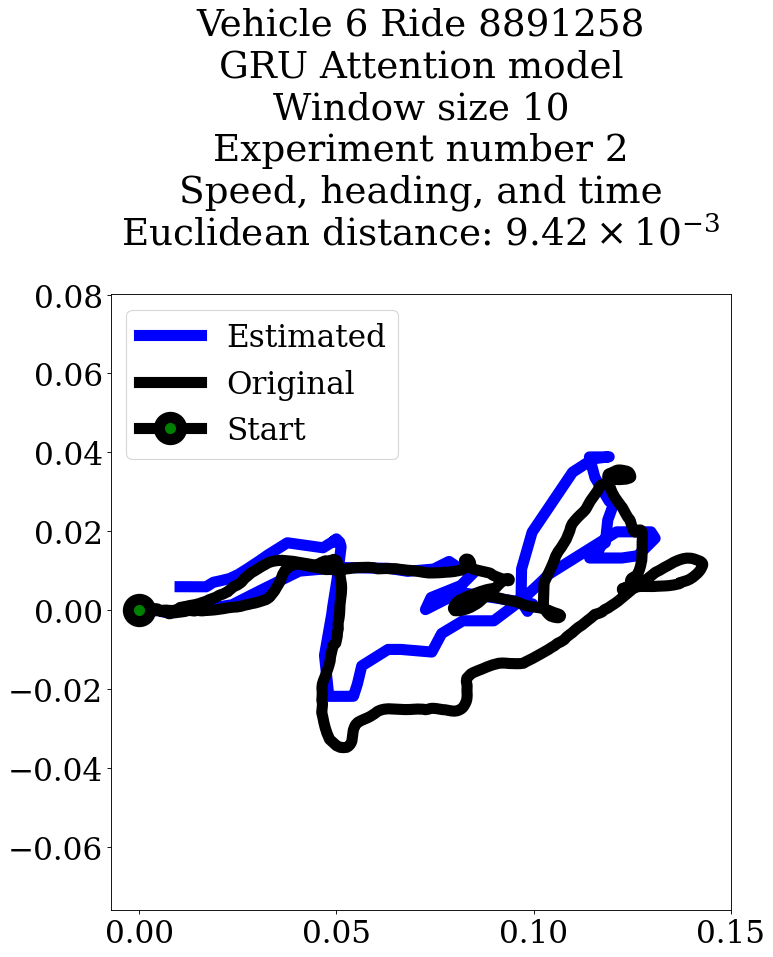 Vehicle 6 Ride 8891258
GRU Attention model
Window size 10
Experiment number 2
Speed, heading, and time
Euclidean distance: 9.42 × 10⁻³
0.08
0.06
0.04
0.02
0.00
−0.02
−0.04
−0.06
Estimated
Original
Start
0.00 0.05 0.10 0.15